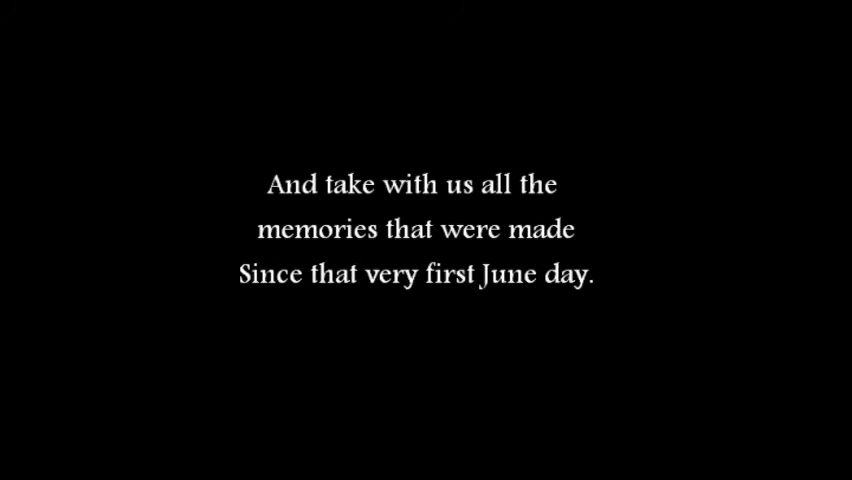 And take with us all the
memories that were made
Since that very first June day.